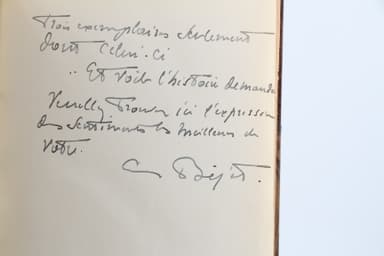 Trois exemplaires seulement
dont celui-ci
.. Et voilà l'histoire demandée
Veuillez trouver ici l'expression
des sentiments les meilleurs de
votre